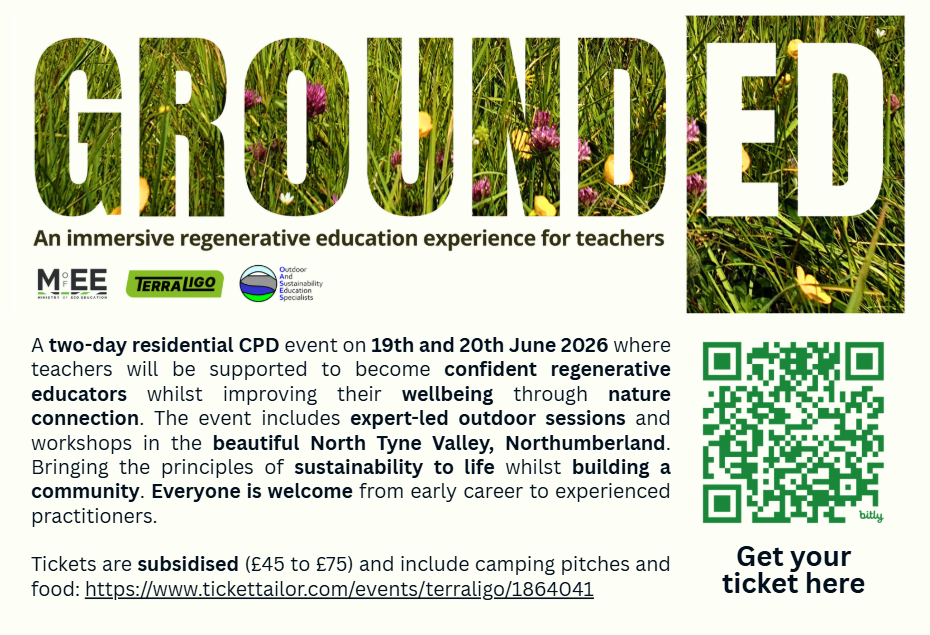 GROUNDED
An immersive regenerative education experience for teachers
M OF EE
MINISTRY OF ECO EDUCATION
TERRALIGO
Outdoor
And
Sustainability
Education
Specialists
A two-day residential CPD event on 19th and 20th June 2026 where
teachers will be supported to become confident regenerative
educators whilst improving their wellbeing through nature
connection. The event includes expert-led outdoor sessions and
workshops in the beautiful North Tyne Valley, Northumberland.
Bringing the principles of sustainability to life whilst building a
community. Everyone is welcome from early career to experienced
practitioners.
Tickets are subsidised (£45 to £75) and include camping pitches and
food: https://www.tickettailor.com/events/terraligo/1864041
bitly
Get your
ticket here